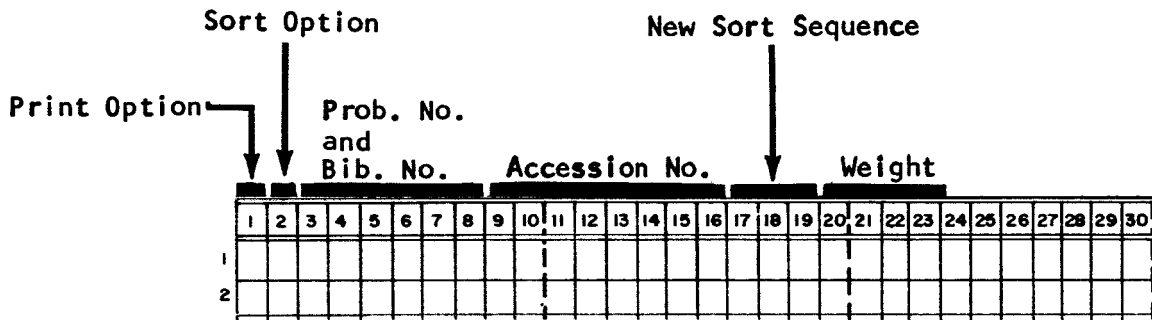 Sort Option
New Sort Sequence
Print Option
Prob. No.
and
Bib. No.
Accession No.
Weight
1 2 3 4 5 6 7 8 9 10 11 12 13 14 15 16 17 18 19 20 21 22 23 24 25 26 27 28 29 30
1
2